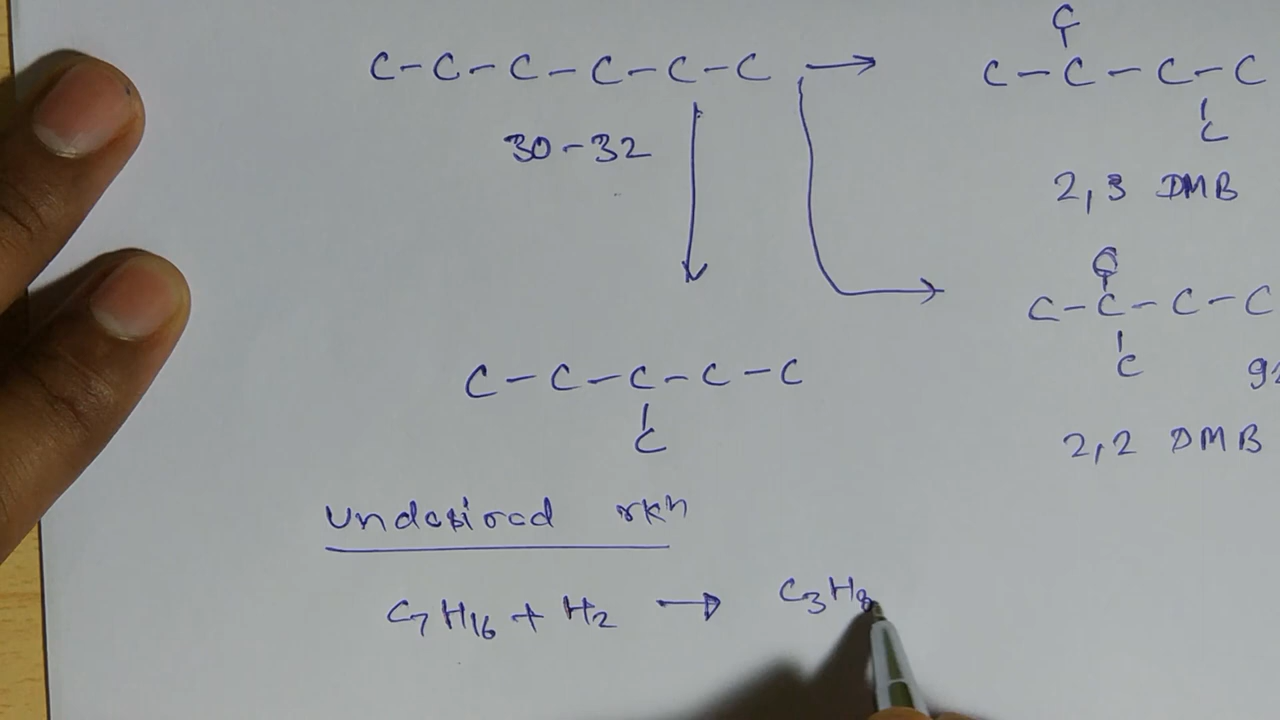 C
C-C-C-C-C-C → C-C-C-C
C
30-32
2,3 DMB
C
C-C-C-C
C
2,2 DMB
C-C-C-C-C
C
Undesired rxn
C7H16 + H2 → C3H8